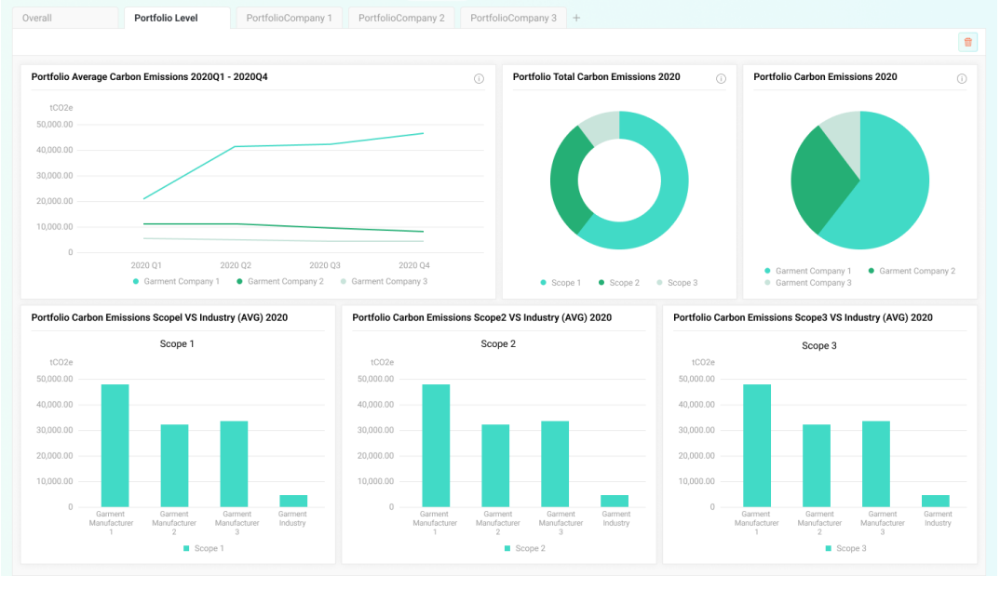 Overall
Portfolio Level
PortfolioCompany 1
PortfolioCompany 2
PortfolioCompany 3
+
Portfolio Average Carbon Emissions 2020Q1 - 2020Q4
tCO2e
50,000.00
40,000.00
30,000.00
20,000.00
10,000.00
0
2020 Q1
2020 Q2
2020 Q3
2020 Q4
Garment Company 1
Garment Company 2
Garment Company 3
Portfolio Total Carbon Emissions 2020
Scope 1
Scope 2
Scope 3
Portfolio Carbon Emissions 2020
Garment Company 1
Garment Company 2
Garment Company 3
Portfolio Carbon Emissions Scopel VS Industry (AVG) 2020
Scope 1
tCO2e
50,000.00
40,000.00
30,000.00
20,000.00
10,000.00
0
Garment
Manufacturer
1
Garment
Manufacturer
2
Garment
Manufacturer
3
Garment
Industry
Scope 1
Portfolio Carbon Emissions Scope2 VS Industry (AVG) 2020
Scope 2
tCO2e
50,000.00
40,000.00
30,000.00
20,000.00
10,000.00
0
Garment
Manufacturer
1
Garment
Manufacturer
2
Garment
Manufacturer
3
Garment
Industry
Scope 2
Portfolio Carbon Emissions Scope3 VS Industry (AVG) 2020
Scope 3
tCO2e
50,000.00
40,000.00
30,000.00
20,000.00
10,000.00
0
Garment
Manufacturer
1
Garment
Manufacturer
2
Garment
Manufacturer
3
Garment
Industry
Scope 3